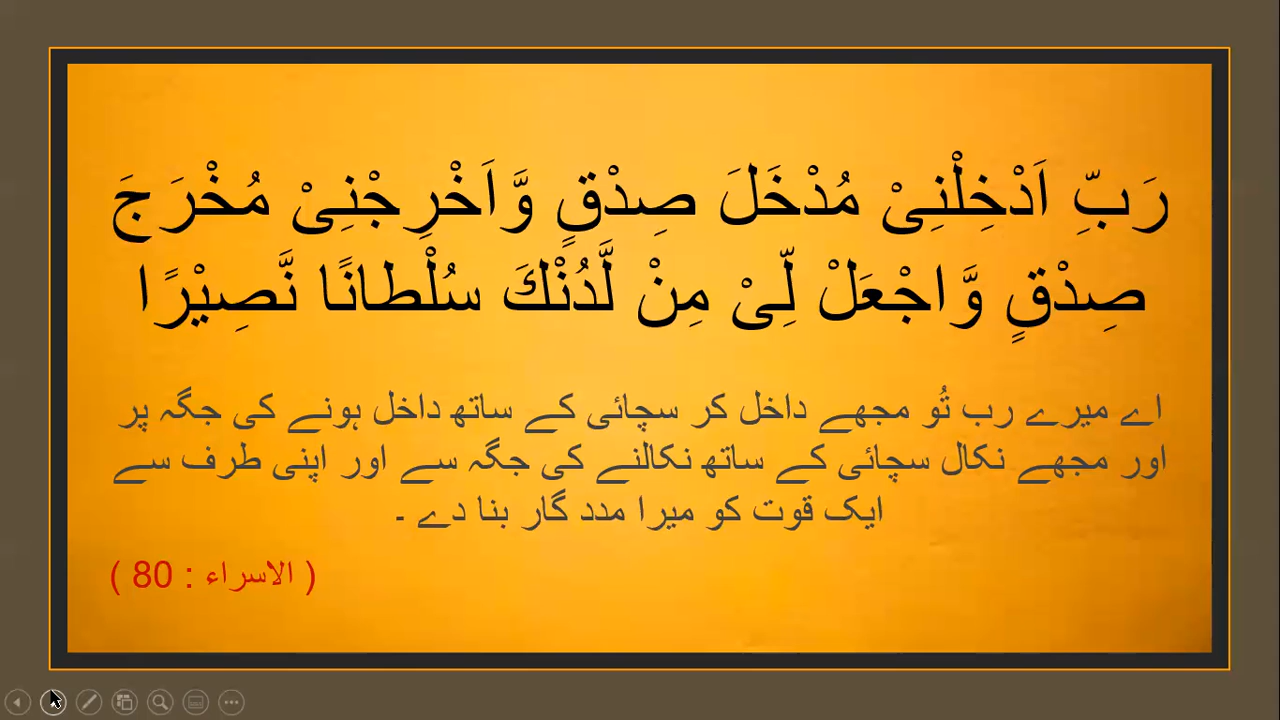 رَبِّ اَدْخِلْنِیْ مُدْخَلَ صِدْقٍ وَّاَخْرِجْنِیْ مُخْرَجَ
صِدْقٍ وَّاجْعَلْ لِّیْ مِنْ لَّدُنْكَ سُلْطانًا نَّصِیْرًا
اے میرے رب تُو مجھے داخل کر سچائی کے ساتھ داخل ہونے کی جگہ پر
اور مجھے نکال سچائی کے ساتھ نکالنے کی جگہ سے اور اپنی طرف سے
ایک قوت کو میرا مدد گار بنا دے ۔
( الاسراء : 80 )